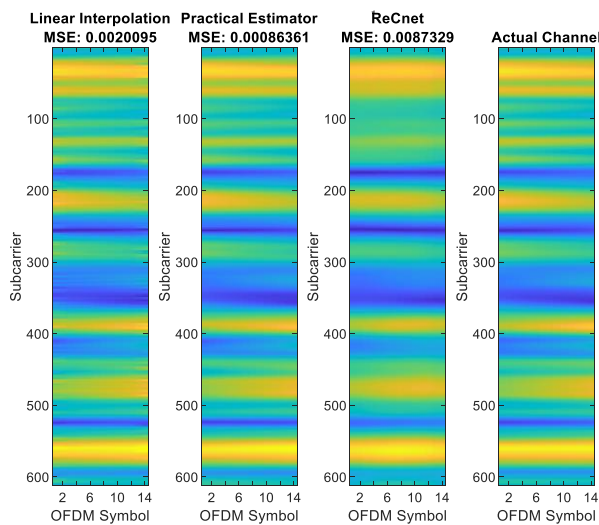 Linear Interpolation
MSE: 0.0020095
Practical Estimator
MSE: 0.00086361
ReCnet
MSE: 0.0087329
Actual Channel
Subcarrier
100
200
300
400
500
600
2 6 10 14
OFDM Symbol
Subcarrier
100
200
300
400
500
600
2 6 10 14
OFDM Symbol
Subcarrier
100
200
300
400
500
600
2 6 10 14
OFDM Symbol
Subcarrier
100
200
300
400
500
600
2 6 10 14
OFDM Symbol